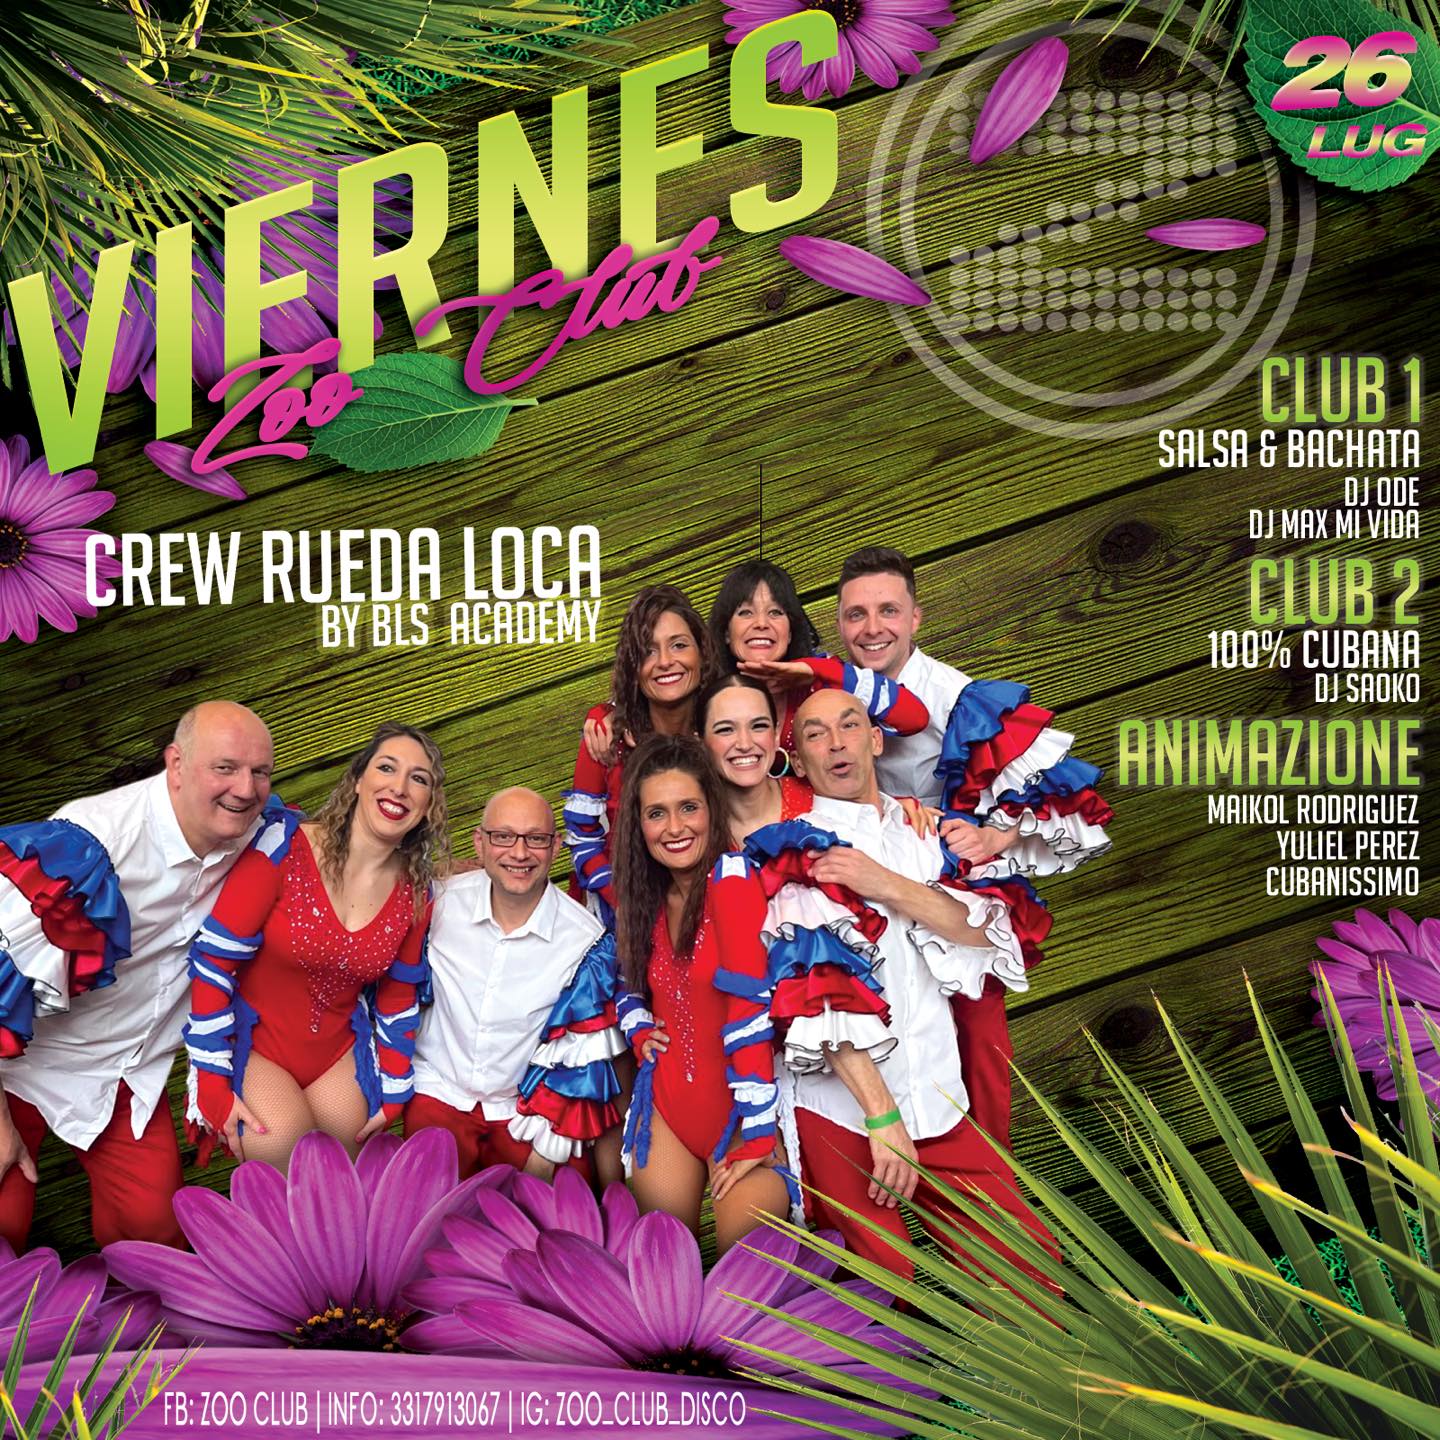 VIERNES
Zoo Club
26
LUG
Z
CREW RUEDA LOCA
BY BLS ACADEMY
CLUB 1
SALSA & BACHATA
DJ ODE
DJ MAX MI VIDA
CLUB 2
100% CUBANA
DJ SAOKO
ANIMAZIONE
MAIKOL RODRIGUEZ
YULIEL PEREZ
CUBANISSIMO
FB: ZOO CLUB | INFO: 3317913067 | IG: ZOO_CLUB_DISCO